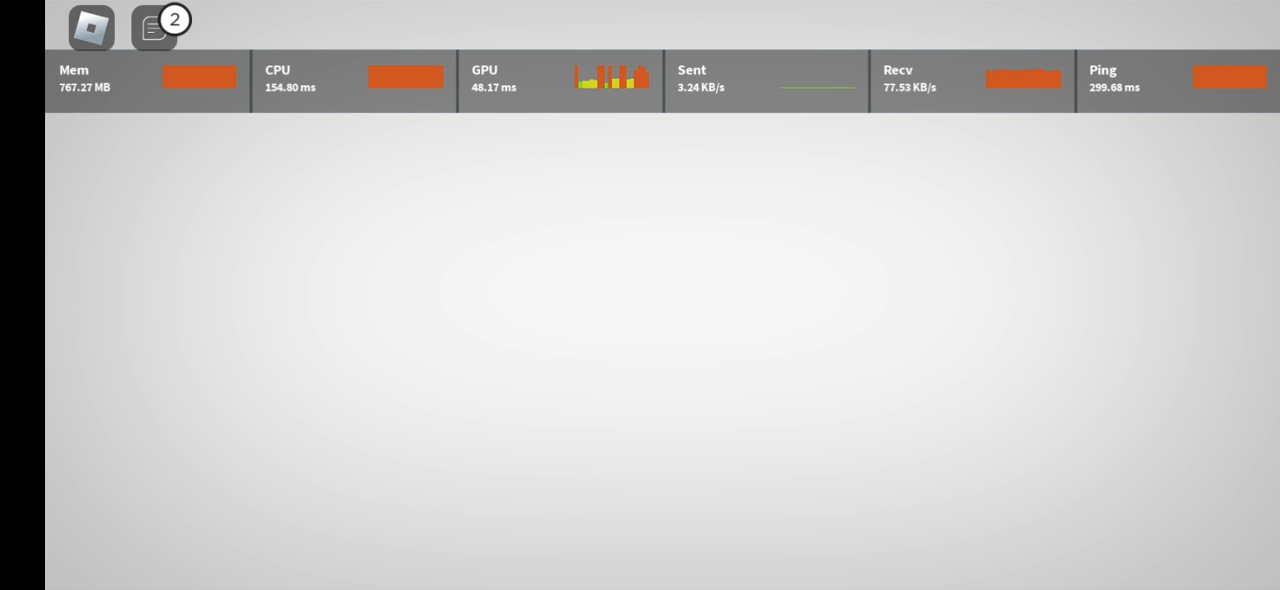 2
Mem
767.27 MB
CPU
154.80 ms
GPU
48.17 ms
Sent
3.24 KB/s
Recv
77.53 KB/s
Ping
299.68 ms